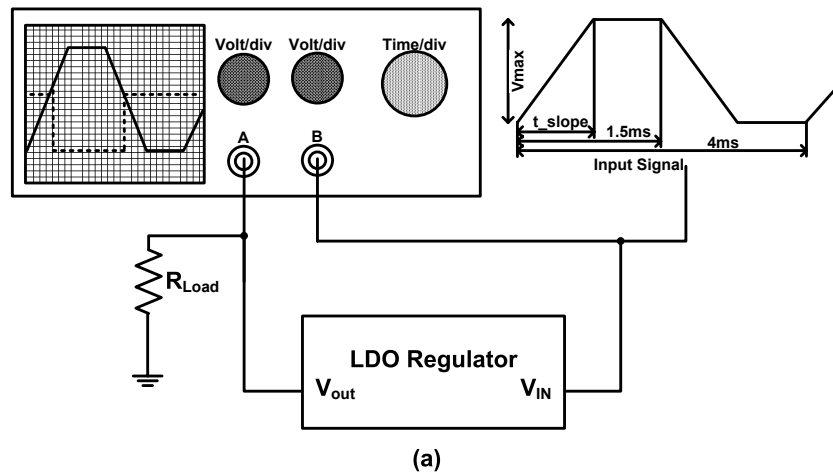 Volt/div Volt/div Time/div
A B
Vmax
t_slope
1.5ms
4ms
Input Signal
RLoad
LDO Regulator
Vout VIN
(a)